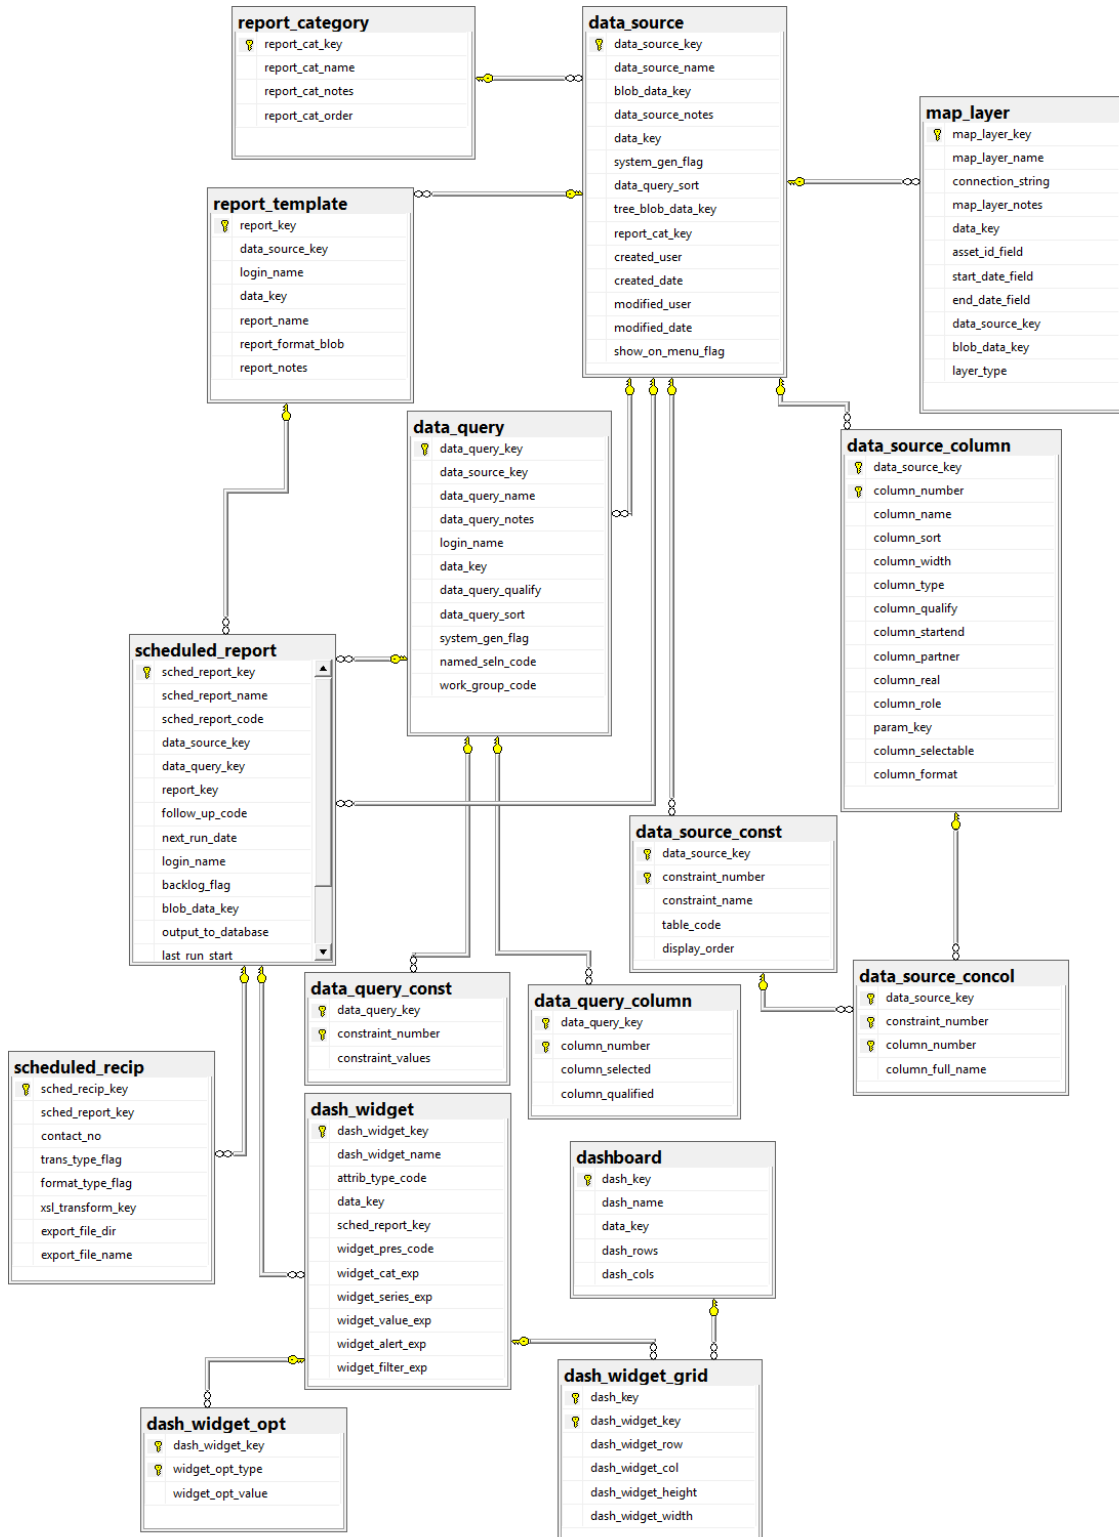 report_category
report_cat_key
report_cat_name
report_cat_notes
report_cat_order
data_source
data_source_key
data_source_name
blob_data_key
data_source_notes
data_key
system_gen_flag
data_query_sort
tree_blob_data_key
report_cat_key
created_user
created_date
modified_user
modified_date
show_on_menu_flag
map_layer
map_layer_key
map_layer_name
connection_string
map_layer_notes
data_key
asset_id_field
start_date_field
end_date_field
data_source_key
blob_data_key
layer_type
report_template
report_key
data_source_key
login_name
data_key
report_name
report_format_blob
report_notes
data_query
data_query_key
data_source_key
data_query_name
data_query_notes
login_name
data_key
data_query_qualify
data_query_sort
system_gen_flag
named_seln_code
work_group_code
data_source_column
data_source_key
column_number
column_name
column_sort
column_width
column_type
column_qualify
column_startend
column_partner
column_real
column_role
param_key
column_selectable
column_format
scheduled_report
sched_report_key
sched_report_name
sched_report_code
data_source_key
data_query_key
report_key
follow_up_code
next_run_date
login_name
backlog_flag
blob_data_key
output_to_database
last_run_start
data_source_const
data_source_key
constraint_number
constraint_name
table_code
display_order
data_source_concol
data_source_key
constraint_number
column_number
column_full_name
data_query_const
data_query_key
constraint_number
constraint_values
data_query_column
data_query_key
column_number
column_selected
column_qualified
scheduled_recip
sched_recip_key
sched_report_key
contact_no
trans_type_flag
format_type_flag
xsl_transform_key
export_file_dir
export_file_name
dash_widget
dash_widget_key
dash_widget_name
attrib_type_code
data_key
sched_report_key
widget_pres_code
widget_cat_exp
widget_series_exp
widget_value_exp
widget_alert_exp
widget_filter_exp
dashboard
dash_key
dash_name
data_key
dash_rows
dash_cols
dash_widget_grid
dash_key
dash_widget_key
dash_widget_row
dash_widget_col
dash_widget_height
dash_widget_width
dash_widget_opt
dash_widget_key
widget_opt_type
widget_opt_value